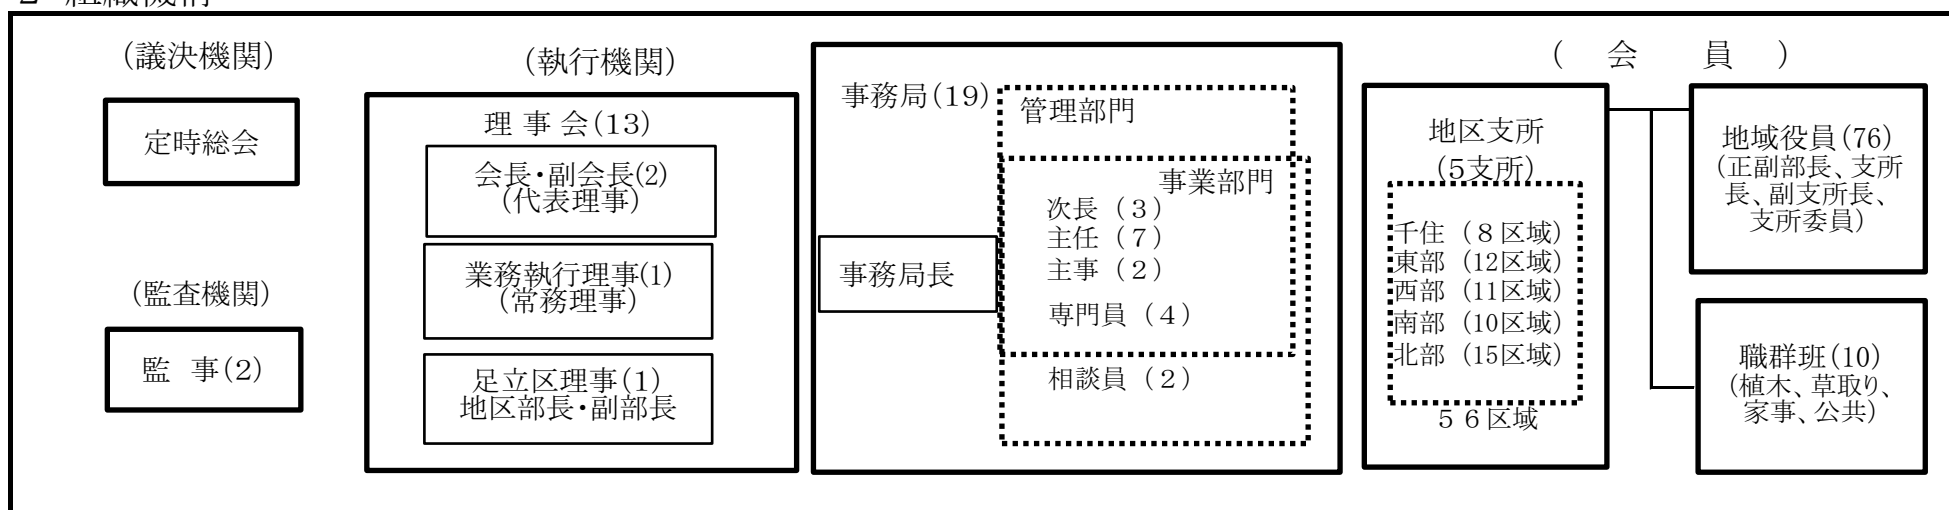 2 組織機構
(議決機関)
定時総会
(監査機関)
監 事(2)
(執行機関)
理 事 会(13)
会長・副会長(2)
(代表理事)
業務執行理事(1)
(常務理事)
足立区理事(1)
地区部長・副部長
事務局(19)
事務局長
管理部門
事業部門
次長(3)
主任(7)
主事(2)
専門員(4)
相談員(2)
( 会 員 )
地区支所
(5支所)
千住(8区域)
東部(12区域)
西部(11区域)
南部(10区域)
北部(15区域)
56区域
地域役員(76)
(正副部長、支所
長、副支所長、
支所委員)
職群班(10)
(植木、草取り、
家事、公共)